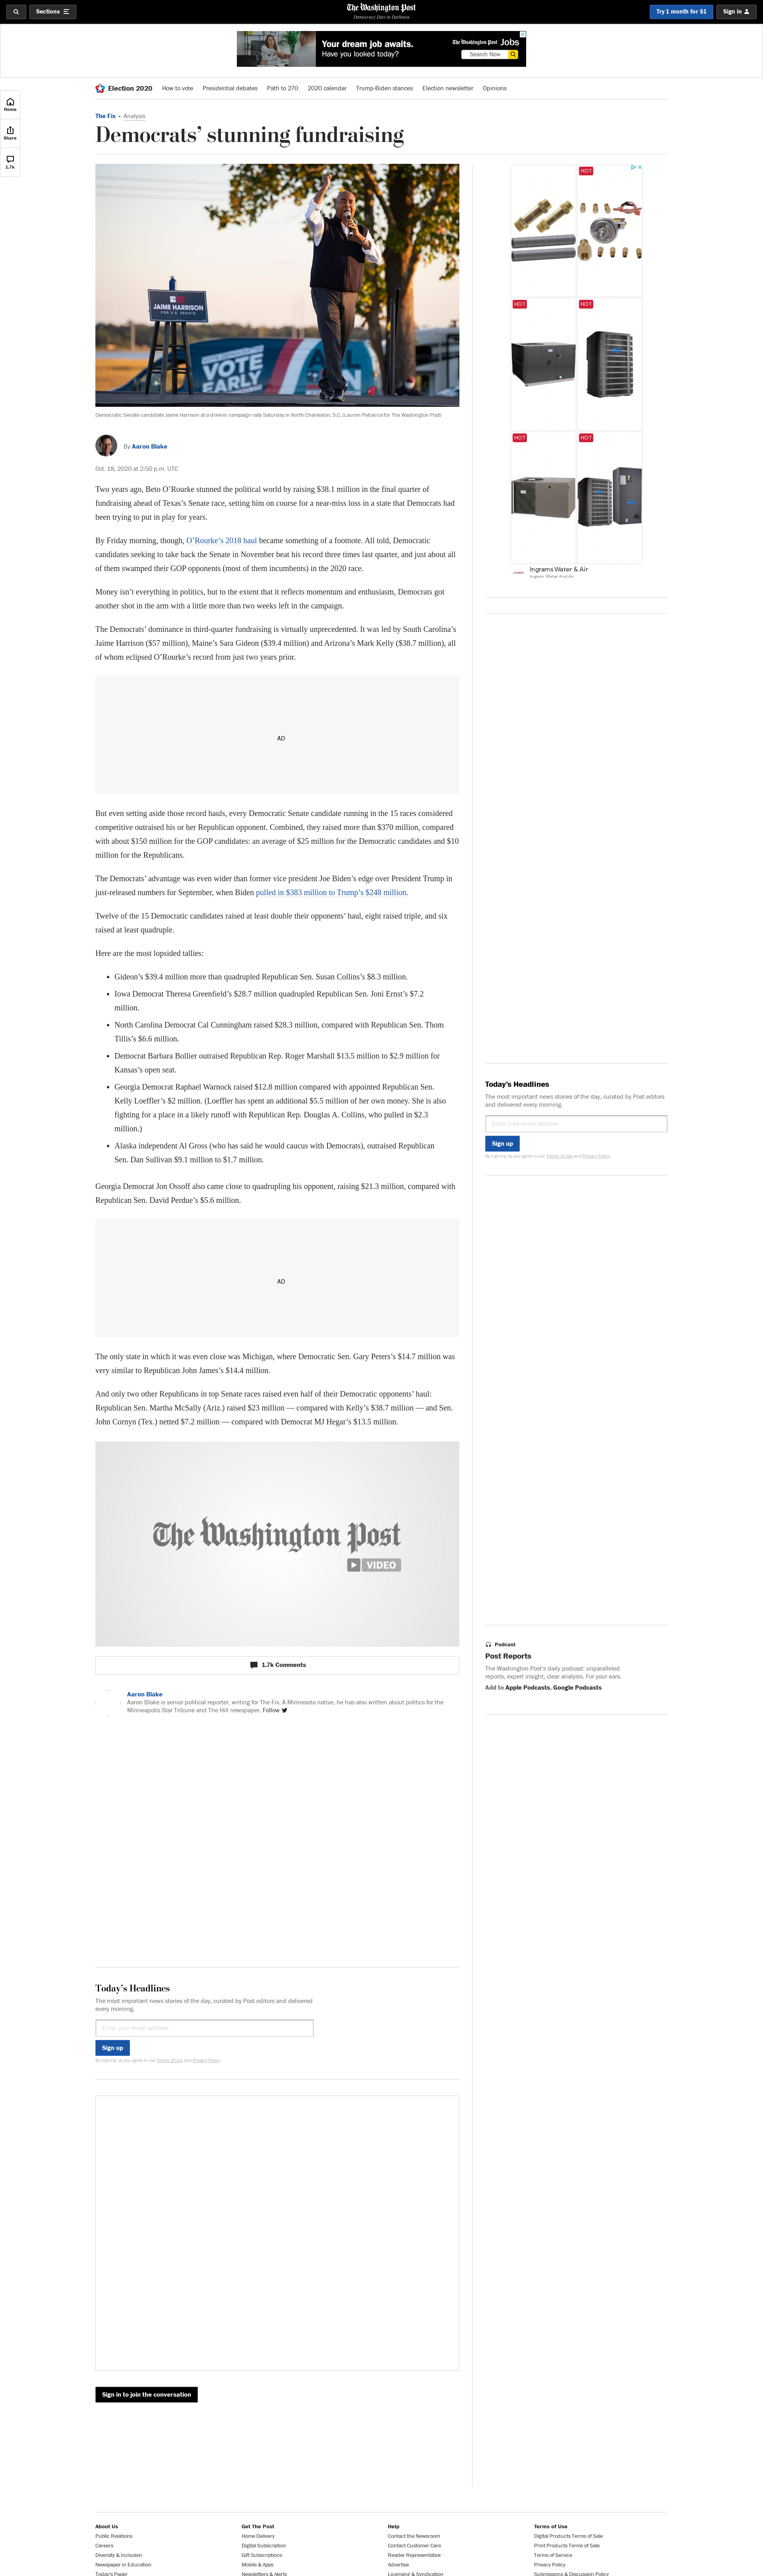 Sections
The Washington Post
Democracy Dies in Darkness
Try 1 month for $1
Sign in
Your dream job awaits.
Have you looked today?
The Washington Post Jobs
Search Now
Election 2020
How to vote
Presidential debates
Path to 270
2020 calendar
Trump-Biden stances
Election newsletter
Opinions
Home
Share
1.7k
The Fix • Analysis
Democrats’ stunning fundraising
JAIME HARRISON
FOR U.S. SENATE
VOTE
EARLY
Democratic Senate candidate Jaime Harrison at a drive-in campaign rally Saturday in North Charleston, S.C. (Lauren Petracca for The Washington Post)
By Aaron Blake
Oct. 18, 2020 at 2:50 p.m. UTC
Two years ago, Beto O’Rourke stunned the political world by raising $38.1 million in the final quarter of
fundraising ahead of Texas’s Senate race, setting him on course for a near-miss loss in a state that Democrats had
been trying to put in play for years.
By Friday morning, though, O’Rourke’s 2018 haul became something of a footnote. All told, Democratic
candidates seeking to take back the Senate in November beat his record three times last quarter, and just about all
of them swamped their GOP opponents (most of them incumbents) in the 2020 race.
Money isn’t everything in politics, but to the extent that it reflects momentum and enthusiasm, Democrats got
another shot in the arm with a little more than two weeks left in the campaign.
The Democrats’ dominance in third-quarter fundraising is virtually unprecedented. It was led by South Carolina’s
Jaime Harrison ($57 million), Maine’s Sara Gideon ($39.4 million) and Arizona’s Mark Kelly ($38.7 million), all
of whom eclipsed O’Rourke’s record from just two years prior.
AD
But even setting aside those record hauls, every Democratic Senate candidate running in the 15 races considered
competitive outraised his or her Republican opponent. Combined, they raised more than $370 million, compared
with about $150 million for the GOP candidates: an average of $25 million for the Democratic candidates and $10
million for the Republicans.
The Democrats’ advantage was even wider than former vice president Joe Biden’s edge over President Trump in
just-released numbers for September, when Biden pulled in $383 million to Trump’s $248 million.
Twelve of the 15 Democratic candidates raised at least double their opponents’ haul, eight raised triple, and six
raised at least quadruple.
Here are the most lopsided tallies:
• Gideon’s $39.4 million more than quadrupled Republican Sen. Susan Collins’s $8.3 million.
• Iowa Democrat Theresa Greenfield’s $28.7 million quadrupled Republican Sen. Joni Ernst’s $7.2
million.
• North Carolina Democrat Cal Cunningham raised $28.3 million, compared with Republican Sen. Thom
Tillis’s $6.6 million.
• Democrat Barbara Bollier outraised Republican Rep. Roger Marshall $13.5 million to $2.9 million for
Kansas’s open seat.
• Georgia Democrat Raphael Warnock raised $12.8 million compared with appointed Republican Sen.
Kelly Loeffler’s $2 million. (Loeffler has spent an additional $5.5 million of her own money. She is also
fighting for a place in a likely runoff with Republican Rep. Douglas A. Collins, who pulled in $2.3
million.)
• Alaska independent Al Gross (who has said he would caucus with Democrats), outraised Republican
Sen. Dan Sullivan $9.1 million to $1.7 million.
Georgia Democrat Jon Ossoff also came close to quadrupling his opponent, raising $21.3 million, compared with
Republican Sen. David Perdue’s $5.6 million.
AD
The only state in which it was even close was Michigan, where Democratic Sen. Gary Peters’s $14.7 million was
very similar to Republican John James’s $14.4 million.
And only two other Republicans in top Senate races raised even half of their Democratic opponents’ haul:
Republican Sen. Martha McSally (Ariz.) raised $23 million — compared with Kelly’s $38.7 million — and Sen.
John Cornyn (Tex.) netted $7.2 million — compared with Democrat MJ Hegar’s $13.5 million.
The Washington Post
VIDEO
1.7k Comments
Aaron Blake
Aaron Blake is senior political reporter, writing for The Fix. A Minnesota native, he has also written about politics for the
Minneapolis Star Tribune and The Hill newspaper. Follow
Today’s Headlines
The most important news stories of the day, curated by Post editors and delivered
every morning.
Enter your email address
Sign up
By signing up you agree to our Terms of Use and Privacy Policy
Sign in to join the conversation
HOT
HOT
HOT
HOT
HOT
Ingrams Water & Air
Ingram Water And Air
Today’s Headlines
The most important news stories of the day, curated by Post editors
and delivered every morning.
Enter your email address
Sign up
By signing up you agree to our Terms of Use and Privacy Policy
Podcast
Post Reports
The Washington Post’s daily podcast: unparalleled
reporting, expert insight, clear analysis. For your ears.
Add to Apple Podcasts, Google Podcasts
About Us
Public Relations
Careers
Diversity & Inclusion
Newspaper in Education
Today's Paper
Get The Post
Home Delivery
Digital Subscription
Gift Subscriptions
Mobile & Apps
Newsletters & Alerts
Help
Contact the Newsroom
Contact Customer Care
Reader Representative
Advertise
Licensing & Syndication
Terms of Use
Digital Products Terms of Sale
Print Products Terms of Sale
Terms of Service
Privacy Policy
Submissions & Discussion Policy